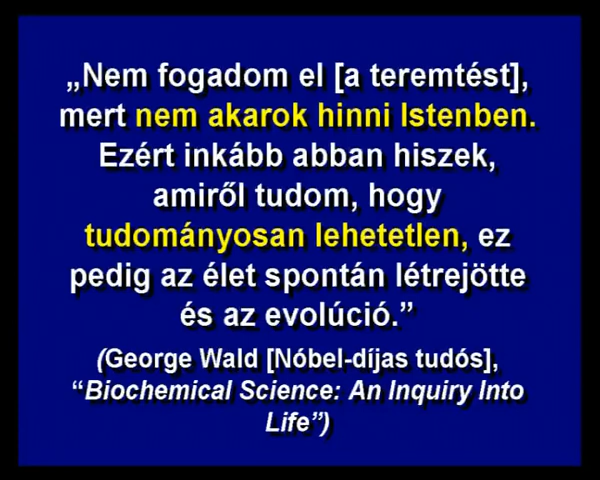 „Nem fogadom el [a teremtést],
mert nem akarok hinni Istenben.
Ezért inkább abban hiszek,
amiről tudom, hogy
tudományosan lehetetlen, ez
pedig az élet spontán létrejötte
és az evolúció.”
(George Wald [Nóbel-díjas tudós],
“Biochemical Science: An Inquiry Into
Life”)